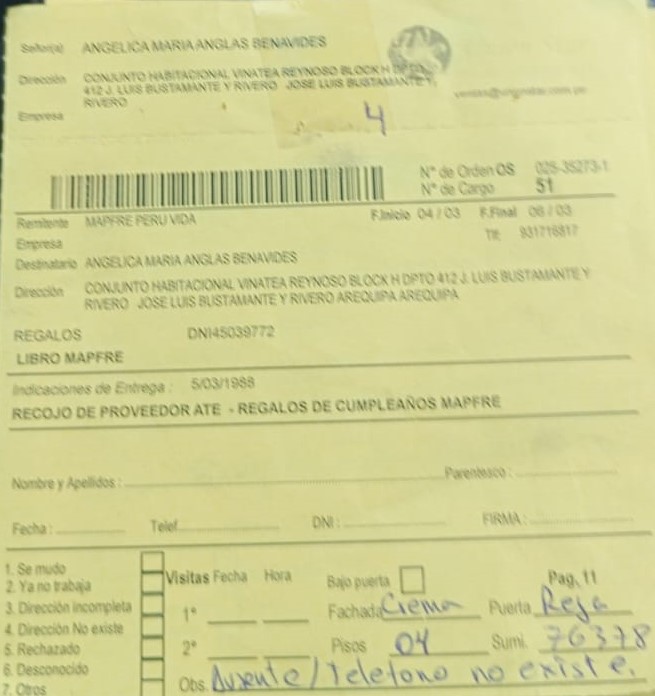 Señor(a) ANGELICA MARIA ANGLAS BENAVIDES
Dirección CONJUNTO HABITACIONAL VINATEA REYNOSO BLOCK H DPTO
412 J. LUIS BUSTAMANTE Y RIVERO JOSE LUIS BUSTAMANTE Y
RIVERO
Empresa
4
N° de Orden OS 025-35273-1
N° de Cargo 51
Remitente MAPFRE PERU VIDA F.Inicio 04 / 03 F.Final 06 / 03
Empresa Tlf. 931716817
Destinatario ANGELICA MARIA ANGLAS BENAVIDES
Dirección CONJUNTO HABITACIONAL VINATEA REYNOSO BLOCK H DPTO 412 J. LUIS BUSTAMANTE Y
RIVERO JOSE LUIS BUSTAMANTE Y RIVERO AREQUIPA AREQUIPA
REGALOS DNI45039772
LIBRO MAPFRE
Indicaciones de Entrega : 5/03/1988
RECOJO DE PROVEEDOR ATE - REGALOS DE CUMPLEAÑOS MAPFRE
Nombre y Apellidos : Parentesco :
Fecha : Telef. DNI : FIRMA :
1. Se mudo
2. Ya no trabaja
3. Dirección incompleta
4. Dirección No existe
5. Rechazado
6. Desconocido
7. Otros
Visitas Fecha Hora Bajo puerta Pag. 11
1° Fachada Crema Puerta Reja
2° Pisos 04 Sumi. 76378
Obs. Ausente / Telefono no existe.